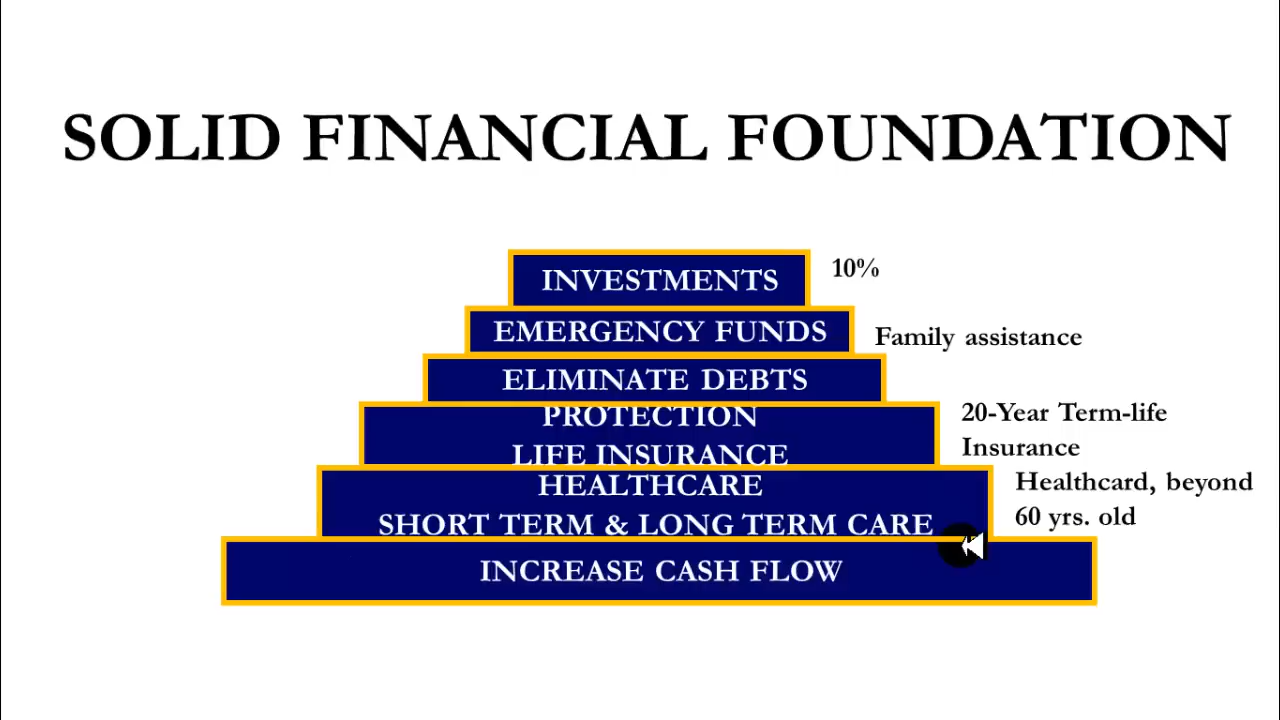 SOLID FINANCIAL FOUNDATION
INVESTMENTS
10%
EMERGENCY FUNDS
Family assistance
ELIMINATE DEBTS
PROTECTION
LIFE INSURANCE
20-Year Term-life
Insurance
HEALTHCARE
SHORT TERM & LONG TERM CARE
Healthcard, beyond
60 yrs. old
INCREASE CASH FLOW